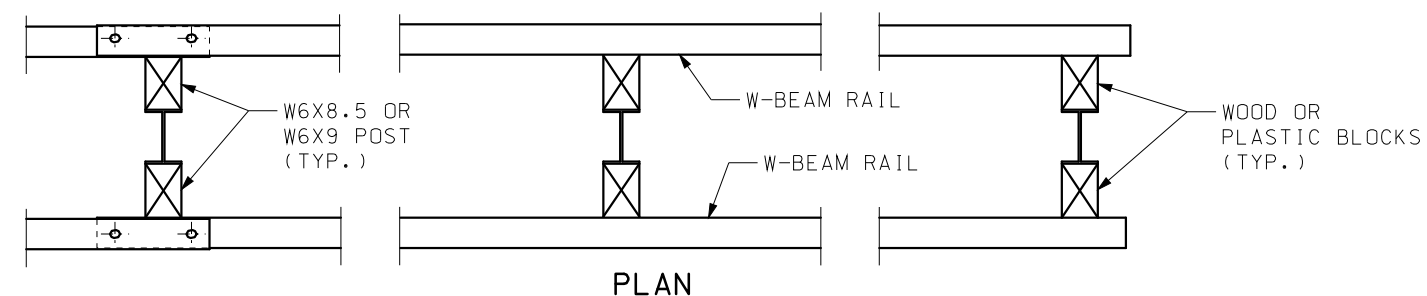 W-BEAM RAIL
W6X8.5 OR
W6X9 POST
(TYP.)
WOOD OR
PLASTIC BLOCKS
(TYP.)
W-BEAM RAIL
PLAN